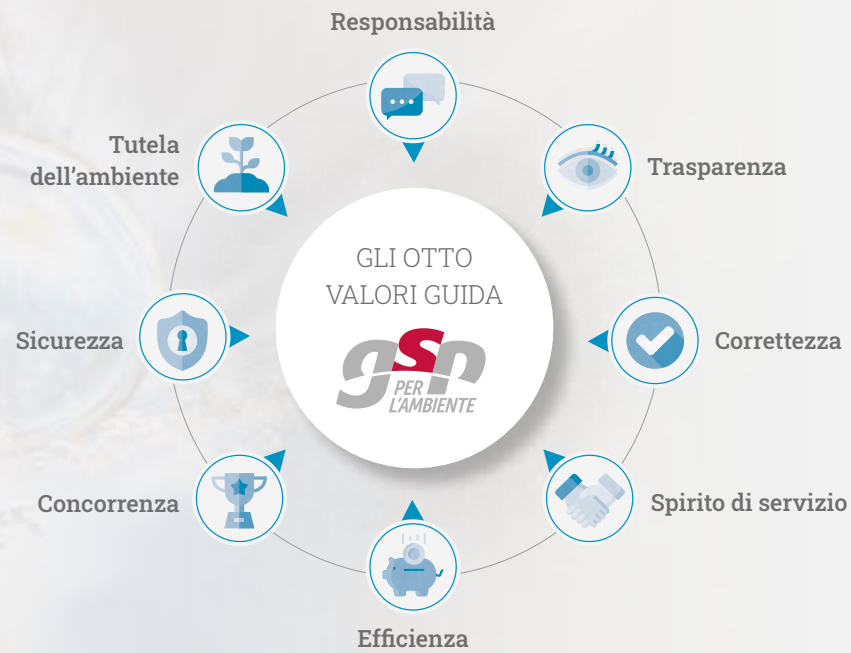 Responsabilità
Tutela
dell'ambiente
Trasparenza
GLI OTTO
VALORI GUIDA
gsp
PER
L'AMBIENTE
Sicurezza
Correttezza
Concorrenza
Spirito di servizio
Efficienza